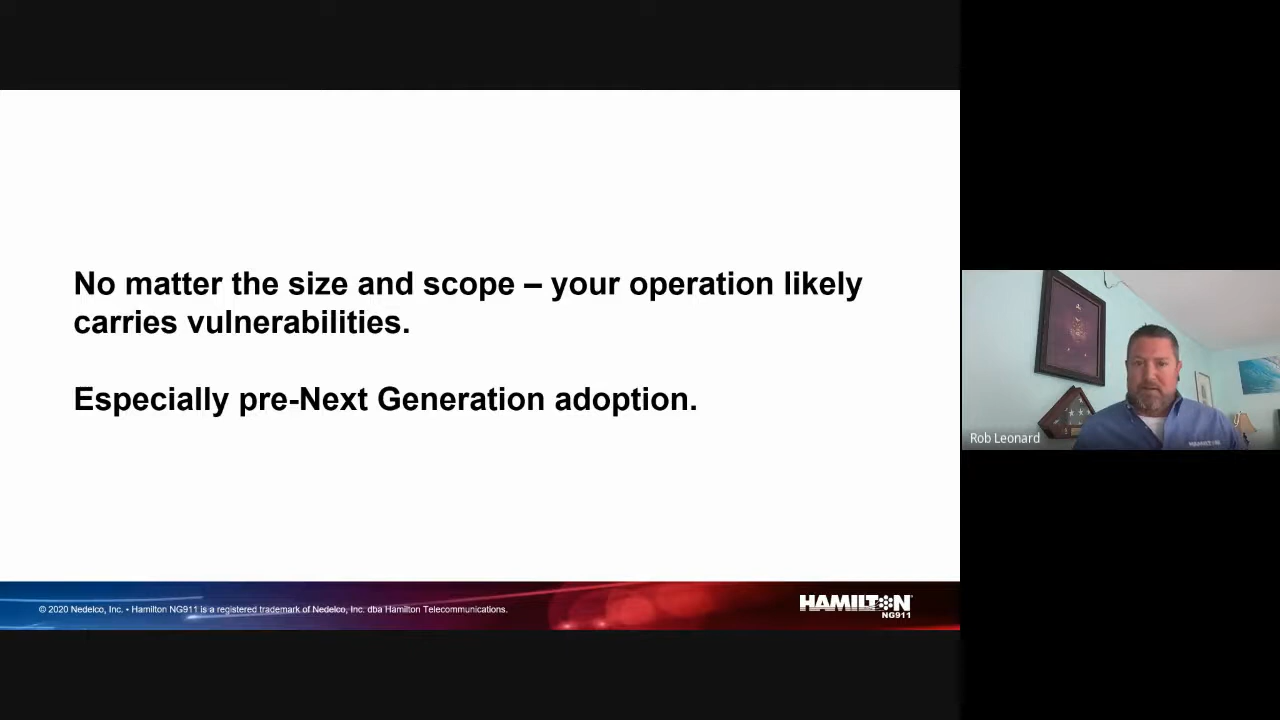 No matter the size and scope – your operation likely
carries vulnerabilities.
Especially pre-Next Generation adoption.
Rob Leonard
HAMILTON
© 2020 Nedelco, Inc. • Hamilton NG911 is a registered trademark of Nedelco, Inc. dba Hamilton Telecommunications.
HAMILTON
NG911